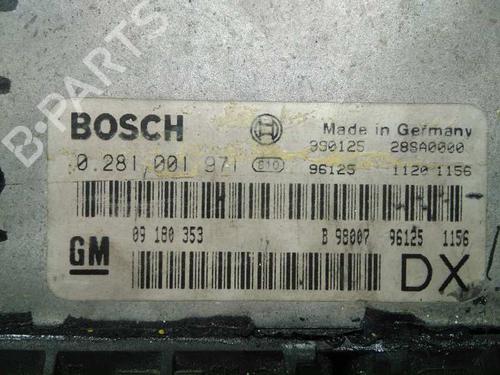 B-PARTS
BOSCH
Made in Germany
990125 28SA0000
0 281 001 971 e10 96125 1120 1156
GM 09 180 353 B 98007 96125 1156
DX